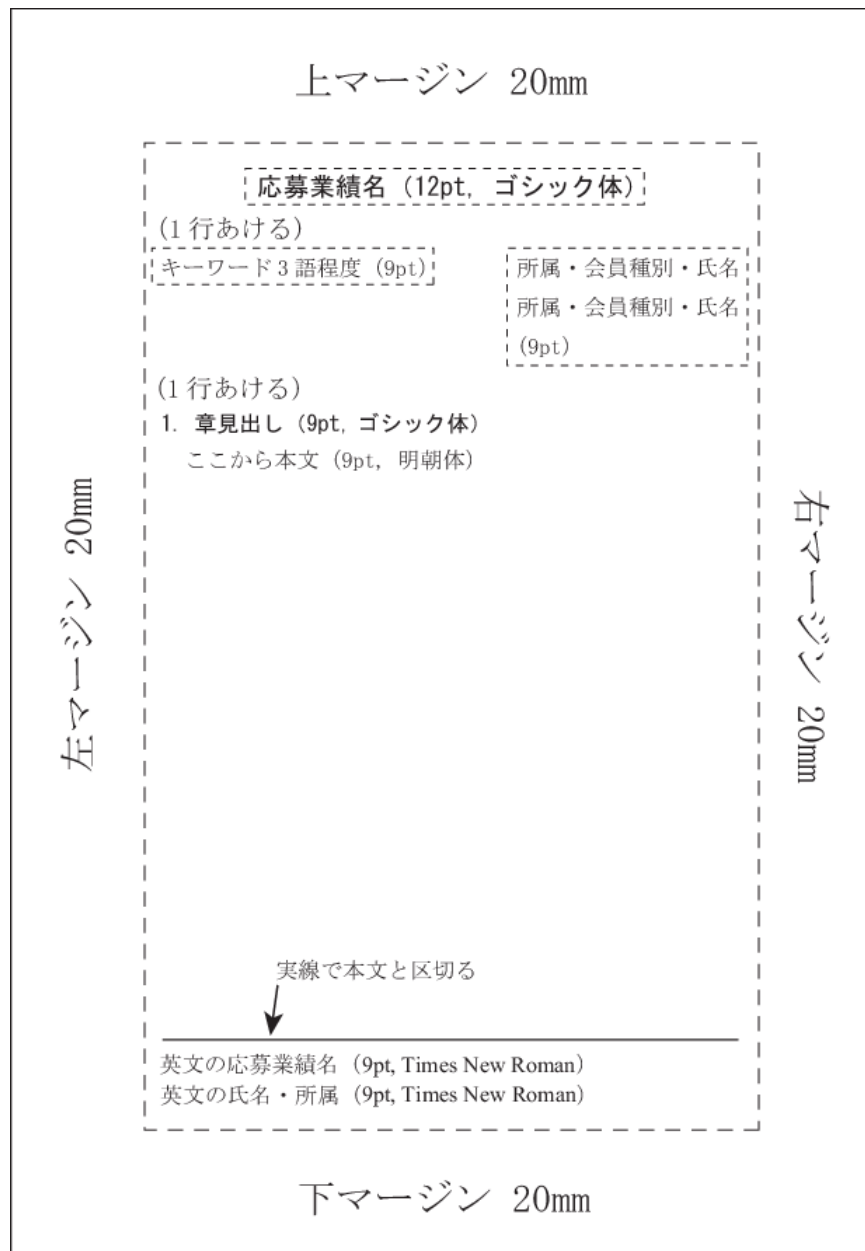 上マージン 20mm
応募業績名 (12pt, ゴシック体)
(1 行あける)
キーワード 3 語程度 (9pt)
所属・会員種別・氏名
所属・会員種別・氏名
(9pt)
(1 行あける)
1. 章見出し (9pt, ゴシック体)
ここから本文 (9pt, 明朝体)
左マージン 20mm
右マージン 20mm
実線で本文と区切る
英文の応募業績名 (9pt, Times New Roman)
英文の氏名・所属 (9pt, Times New Roman)
下マージン 20mm